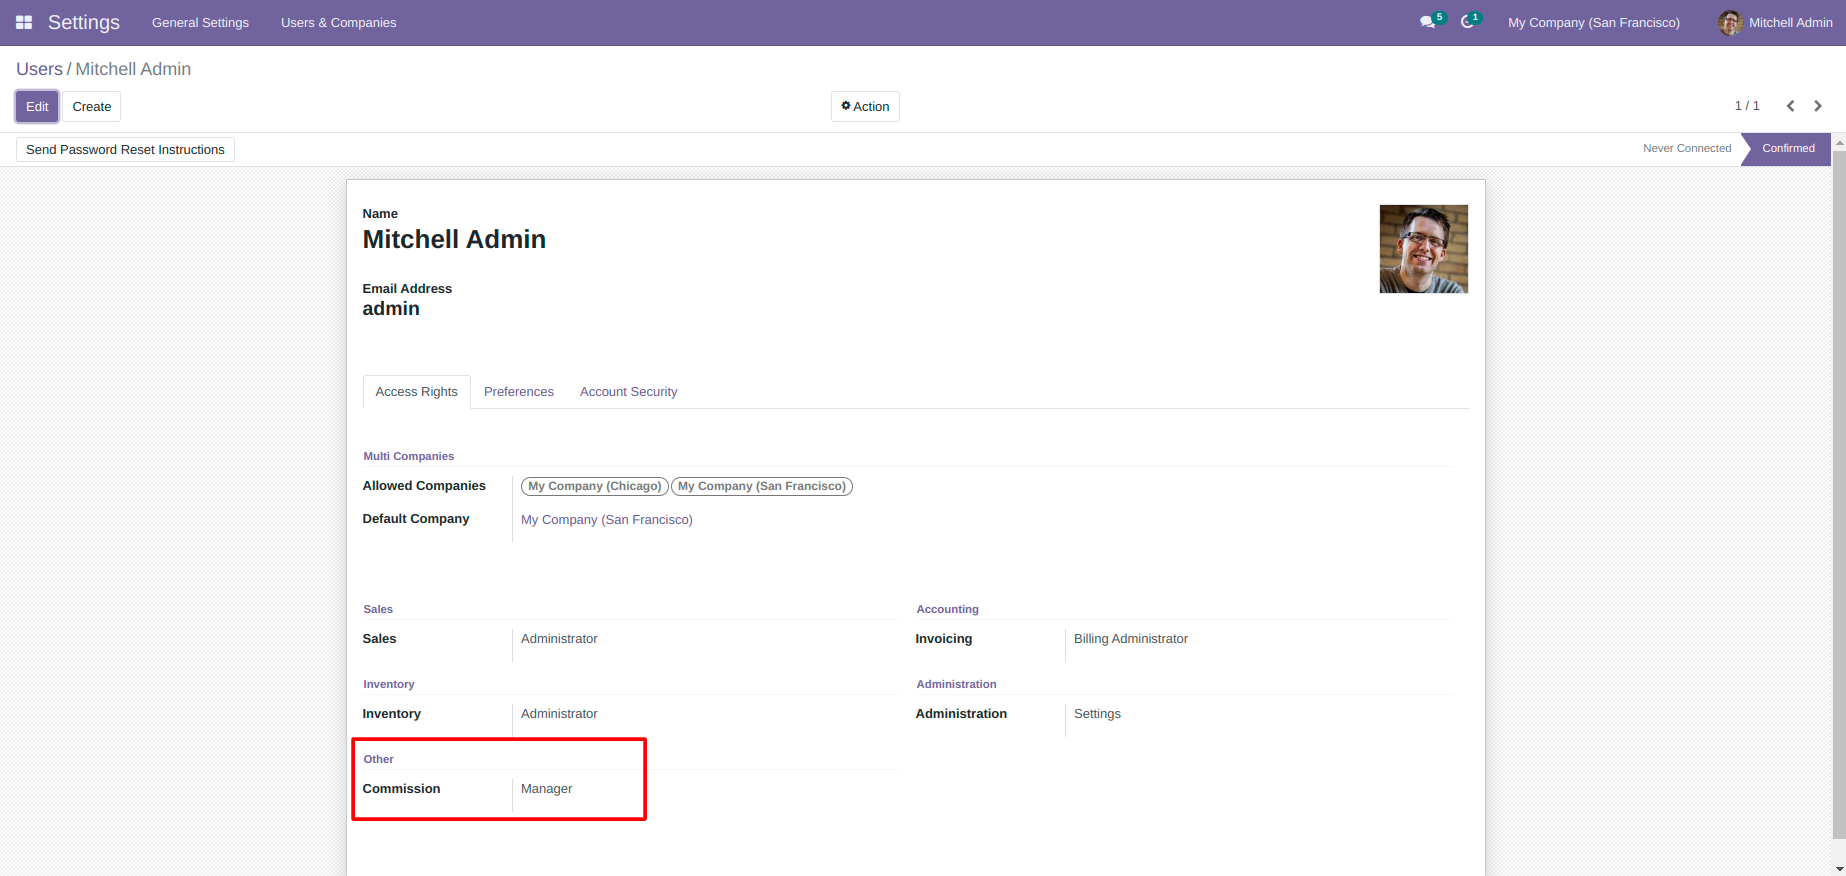 Settings General Settings Users & Companies 5 1 My Company (San Francisco) Mitchell Admin
Users / Mitchell Admin
Edit Create Action 1 / 1
Send Password Reset Instructions Never Connected Confirmed
Name
Mitchell Admin
Email Address
admin
Access Rights Preferences Account Security
Multi Companies
Allowed Companies My Company (Chicago) My Company (San Francisco)
Default Company My Company (San Francisco)
Sales Accounting
Sales Administrator Invoicing Billing Administrator
Inventory Administration
Inventory Administrator Administration Settings
Other
Commission Manager